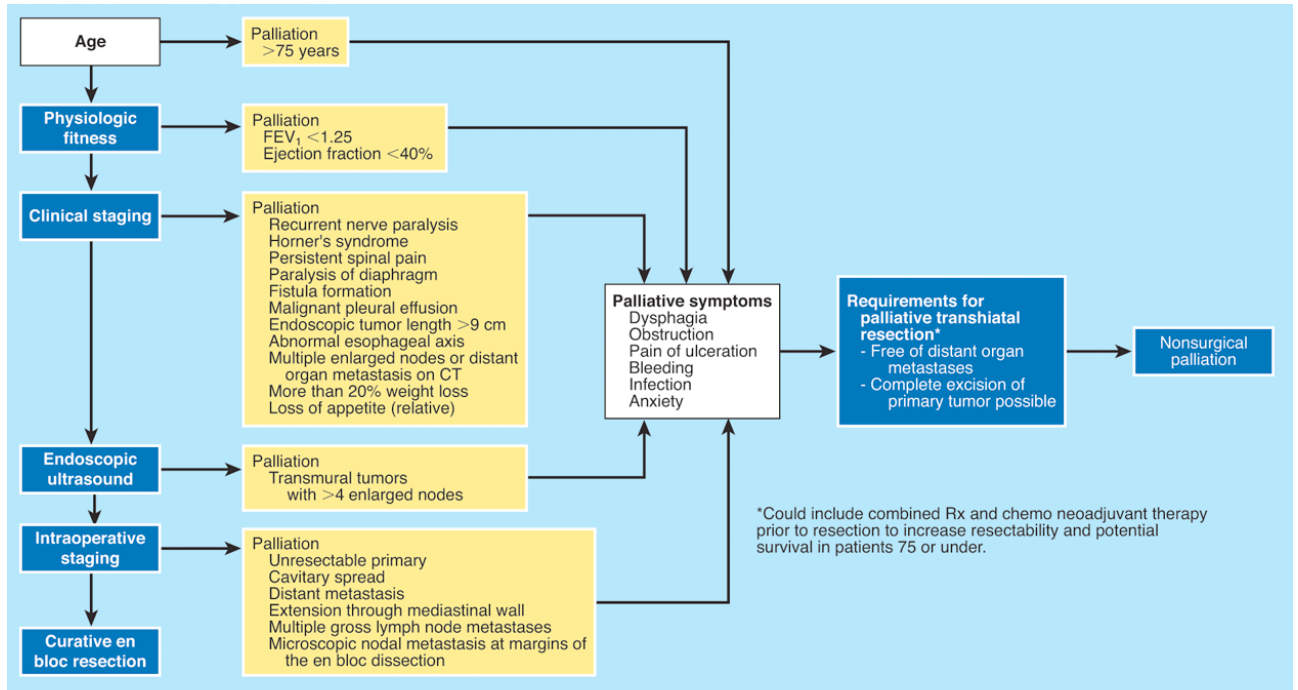 Age
Palliation
>75 years
Physiologic
fitness
Palliation
FEV₁ <1.25
Ejection fraction <40%
Clinical staging
Palliation
Recurrent nerve paralysis
Horner's syndrome
Persistent spinal pain
Paralysis of diaphragm
Fistula formation
Malignant pleural effusion
Endoscopic tumor length >9 cm
Abnormal esophageal axis
Multiple enlarged nodes or distant
organ metastasis on CT
More than 20% weight loss
Loss of appetite (relative)
Endoscopic
ultrasound
Palliation
Transmural tumors
with >4 enlarged nodes
Intraoperative
staging
Palliation
Unresectable primary
Cavitary spread
Distant metastasis
Extension through mediastinal wall
Multiple gross lymph node metastases
Microscopic nodal metastasis at margins of
the en bloc dissection
Curative en
bloc resection
Palliative symptoms
Dysphagia
Obstruction
Pain of ulceration
Bleeding
Infection
Anxiety
Requirements for
palliative transhiatal
resection*
- Free of distant organ
metastases
- Complete excision of
primary tumor possible
Nonsurgical
palliation
*Could include combined Rx and chemo neoadjuvant therapy
prior to resection to increase resectability and potential
survival in patients 75 or under.